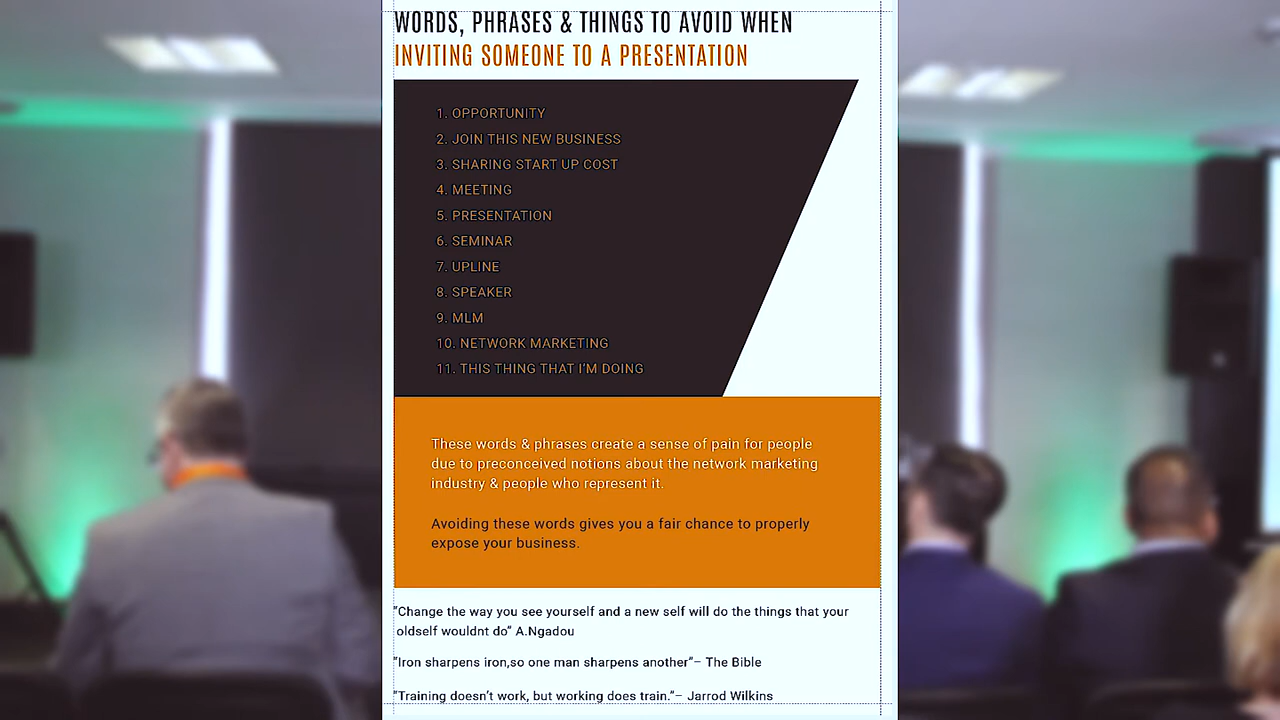 WORDS, PHRASES & THINGS TO AVOID WHEN
INVITING SOMEONE TO A PRESENTATION
1. OPPORTUNITY
2. JOIN THIS NEW BUSINESS
3. SHARING START UP COST
4. MEETING
5. PRESENTATION
6. SEMINAR
7. UPLINE
8. SPEAKER
9. MLM
10. NETWORK MARKETING
11. THIS THING THAT I'M DOING
These words & phrases create a sense of pain for people
due to preconceived notions about the network marketing
industry & people who represent it.
Avoiding these words gives you a fair chance to properly
expose your business.
"Change the way you see yourself and a new self will do the things that your
oldself wouldnt do" A.Ngadou
"Iron sharpens iron,so one man sharpens another"– The Bible
"Training doesn't work, but working does train."– Jarrod Wilkins